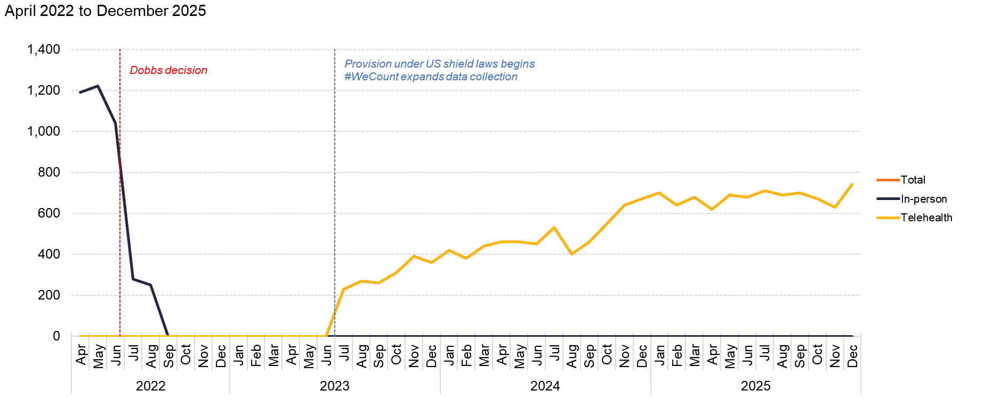 April 2022 to December 2025
1,400
1,200
1,000
800
600
400
200
0
Dobbs decision
Provision under US shield laws begins
#WeCount expands data collection
Total
In-person
Telehealth
Apr May Jun Jul Aug Sep Oct Nov Dec Jan Feb Mar Apr May Jun Jul Aug Sep Oct Nov Dec Jan Feb Mar Apr May Jun Jul Aug Sep Oct Nov Dec Jan Feb Mar Apr May Jun Jul Aug Sep Oct Nov Dec
2022 2023 2024 2025